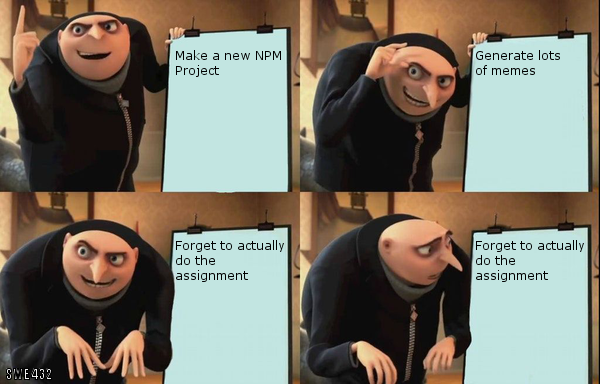 Make a new NPM
Project
Generate lots
of memes
Forget to actually
do the
assignment
Forget to actually
do the
assignment
SWE432